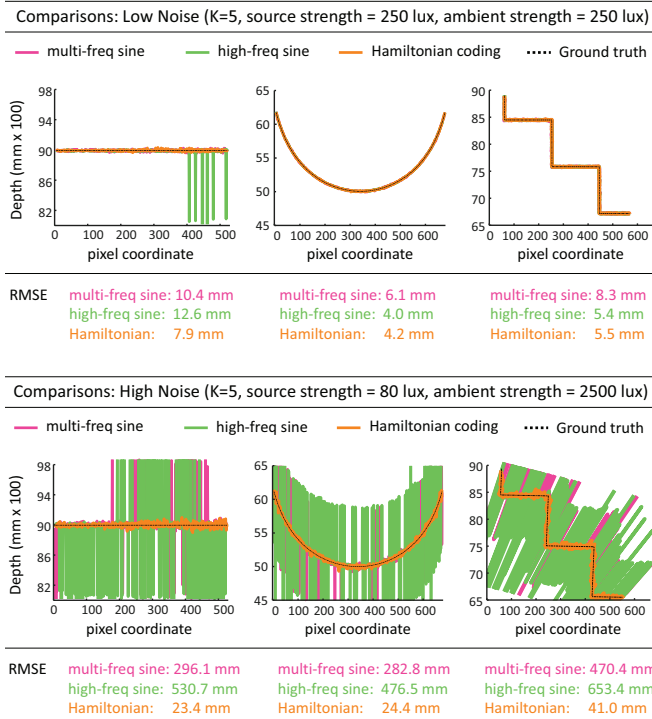 Comparisons: Low Noise (K=5, source strength = 250 lux, ambient strength = 250 lux)
multi-freq sine high-freq sine Hamiltonian coding Ground truth
Depth (mm x 100)
98
94
90
86
82
0 100 200 300 400 500
pixel coordinate
65
60
55
50
45
0 100 200 300 400 500 600
pixel coordinate
90
85
80
75
70
65
0 100 200 300 400 500 600
pixel coordinate
RMSE
multi-freq sine: 10.4 mm
high-freq sine: 12.6 mm
Hamiltonian: 7.9 mm
multi-freq sine: 6.1 mm
high-freq sine: 4.0 mm
Hamiltonian: 4.2 mm
multi-freq sine: 8.3 mm
high-freq sine: 5.4 mm
Hamiltonian: 5.5 mm
Comparisons: High Noise (K=5, source strength = 80 lux, ambient strength = 2500 lux)
multi-freq sine high-freq sine Hamiltonian coding Ground truth
Depth (mm x 100)
98
94
90
86
82
0 100 200 300 400 500
pixel coordinate
65
60
55
50
45
0 100 200 300 400 500 600
pixel coordinate
90
85
80
75
70
65
0 100 200 300 400 500
pixel coordinate
RMSE
multi-freq sine: 296.1 mm
high-freq sine: 530.7 mm
Hamiltonian: 23.4 mm
multi-freq sine: 282.8 mm
high-freq sine: 476.5 mm
Hamiltonian: 24.4 mm
multi-freq sine: 470.4 mm
high-freq sine: 653.4 mm
Hamiltonian: 41.0 mm